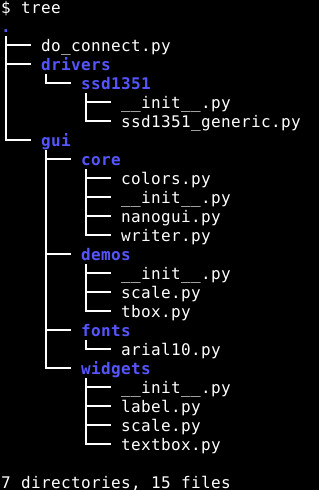 $ tree
.
├── do_connect.py
├── drivers
│   └── ssd1351
│       ├── __init__.py
│       └── ssd1351_generic.py
└── gui
    ├── core
    │   ├── colors.py
    │   ├── __init__.py
    │   ├── nanogui.py
    │   └── writer.py
    ├── demos
    │   ├── __init__.py
    │   ├── scale.py
    │   └── tbox.py
    ├── fonts
    │   └── arial10.py
    └── widgets
        ├── __init__.py
        ├── label.py
        ├── scale.py
        └── textbox.py

7 directories, 15 files